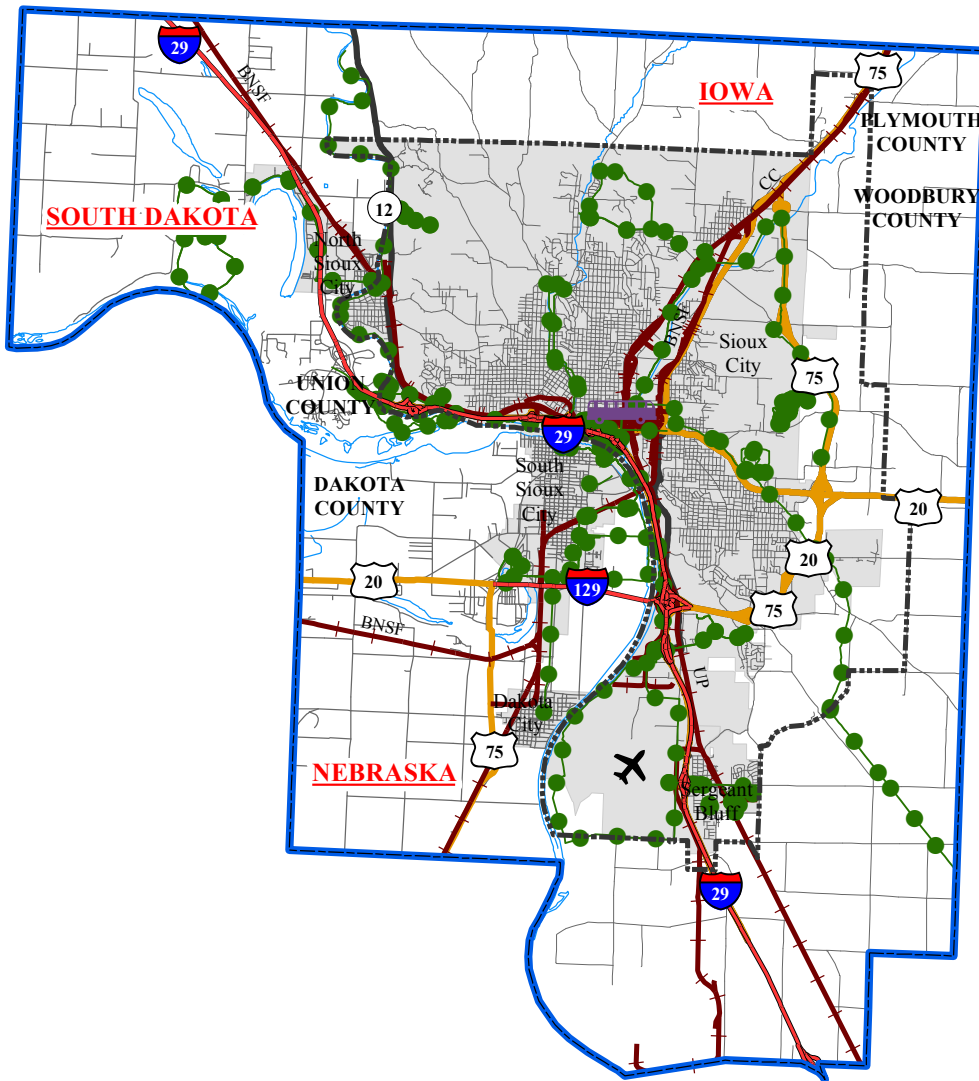 29
BNSF
75
IOWA
PLYMOUTH
COUNTY
CC
WOODBURY
COUNTY
SOUTH DAKOTA
12
North
Sioux
City
BNSF
Sioux
City
75
UNION
COUNTY
29
South
Sioux
City
DAKOTA
COUNTY
20
20
20
129
75
BNSF
UP
Dakota
City
75
NEBRASKA
Sergeant
Bluff
29